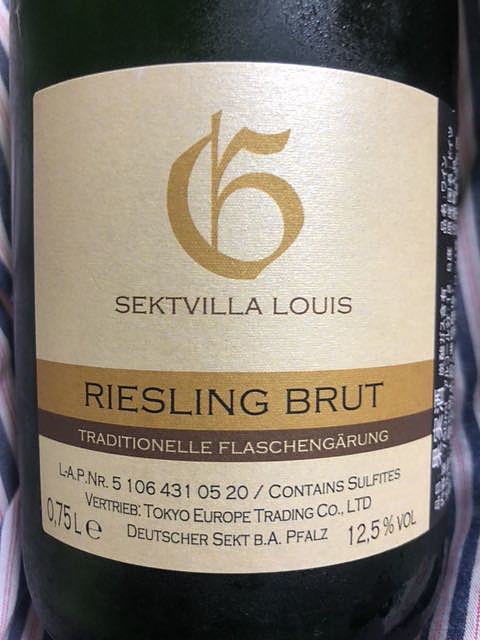 G
SEKTVILLA LOUIS
RIESLING BRUT
TRADITIONELLE FLASCHENGÄRUNG
L-A.P.NR. 5 106 431 05 20 / CONTAINS SULFITES
VERTRIEB: TOKYO EUROPE TRADING CO., LTD
0,75L e DEUTSCHER SEKT B.A. PFALZ 12,5% VOL